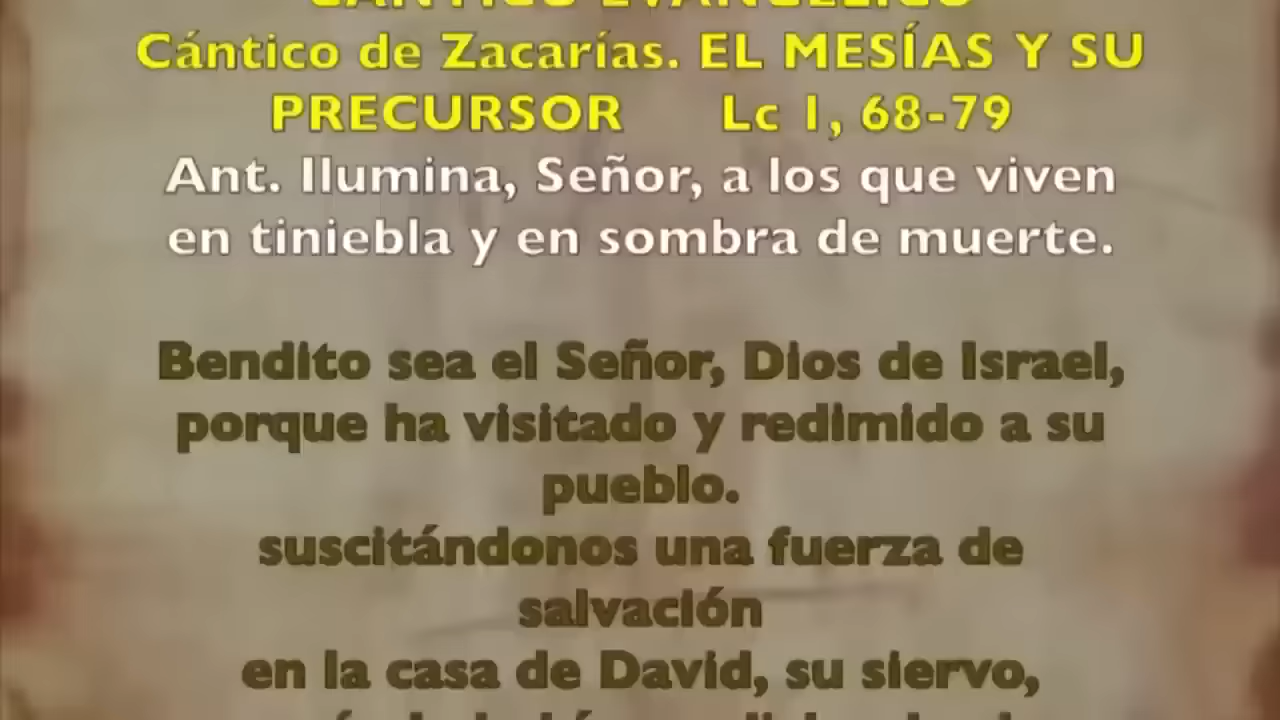 CÁNTICO EVANGÉLICO
Cántico de Zacarías. EL MESÍAS Y SU
PRECURSOR Lc 1, 68-79
Ant. Ilumina, Señor, a los que viven
en tiniebla y en sombra de muerte.
Bendito sea el Señor, Dios de Israel,
porque ha visitado y redimido a su
pueblo.
suscitándonos una fuerza de
salvación
en la casa de David, su siervo,